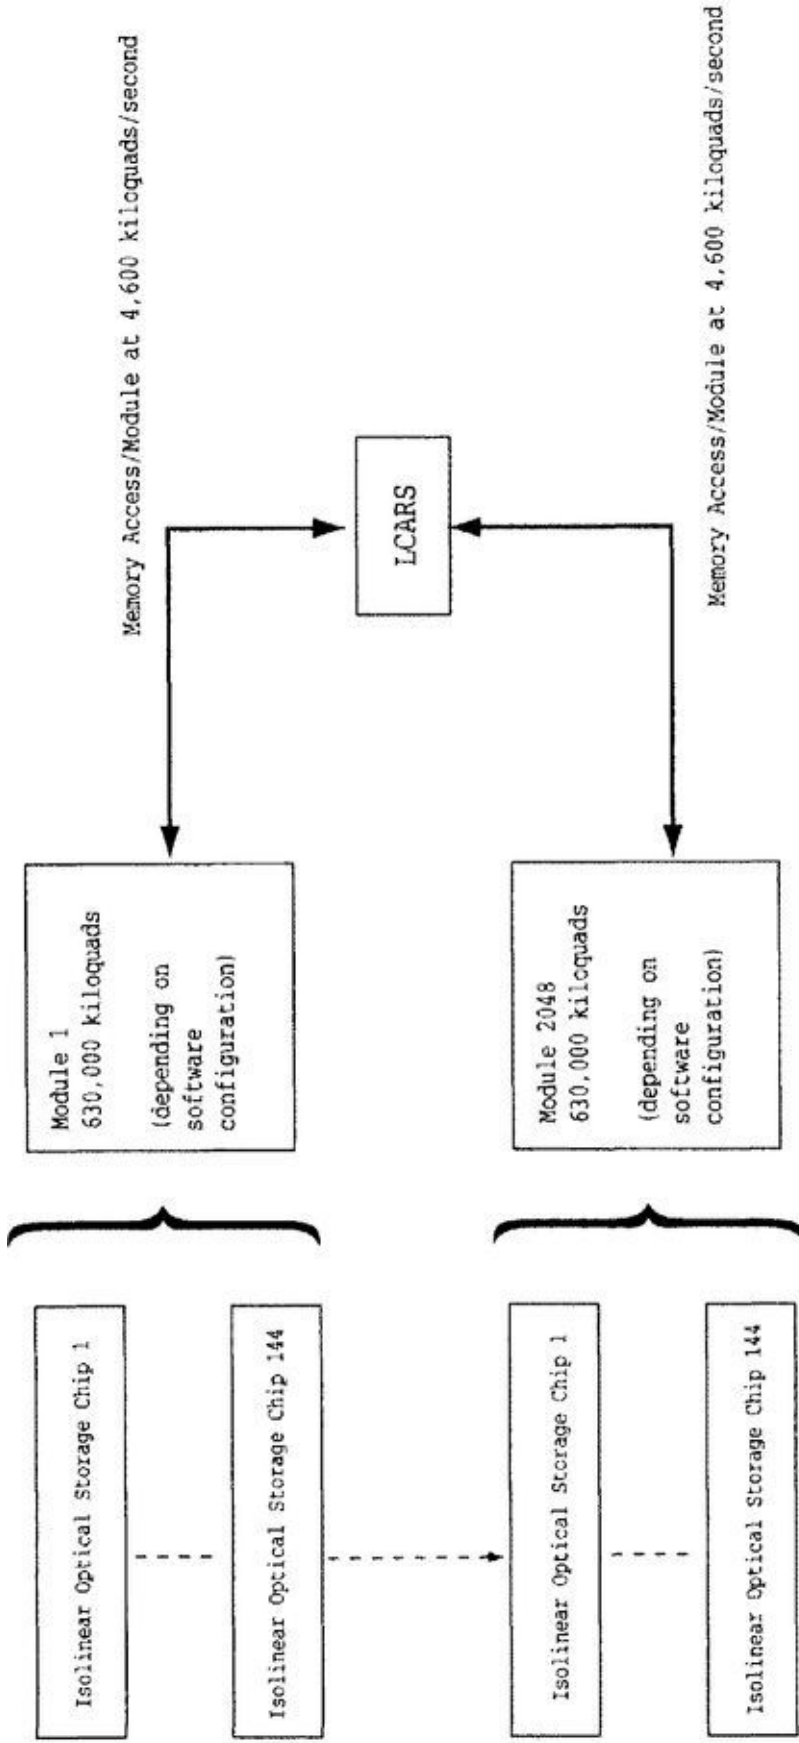 Isolinear Optical Storage Chip 1
Isolinear Optical Storage Chip 144
Module 1
630,000 kiloquads
(depending on
software
configuration)
Memory Access/Module at 4,600 kiloquads/second
LCARS
Isolinear Optical Storage Chip 1
Isolinear Optical Storage Chip 144
Module 2048
630,000 kiloquads
(depending on
software
configuration)
Memory Access/Module at 4,600 kiloquads/second